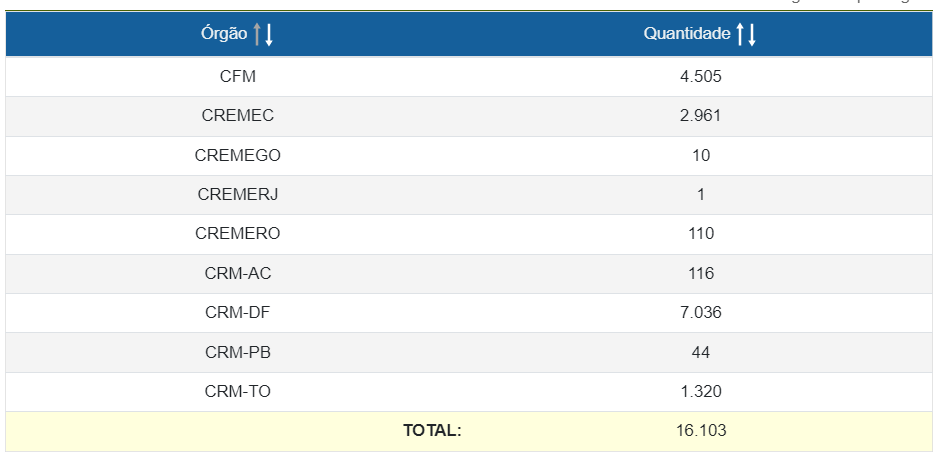 Órgão Quantidade
CFM 4.505
CREMEC 2.961
CREMEGO 10
CREMERJ 1
CREMERO 110
CRM-AC 116
CRM-DF 7.036
CRM-PB 44
CRM-TO 1.320
TOTAL: 16.103